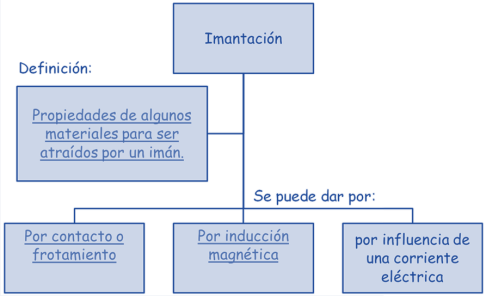 Imantación
Definición:
Propiedades de algunos
materiales para ser
atraídos por un imán.
Se puede dar por:
Por contacto o
frotamiento
Por inducción
magnética
por influencia de
una corriente
eléctrica